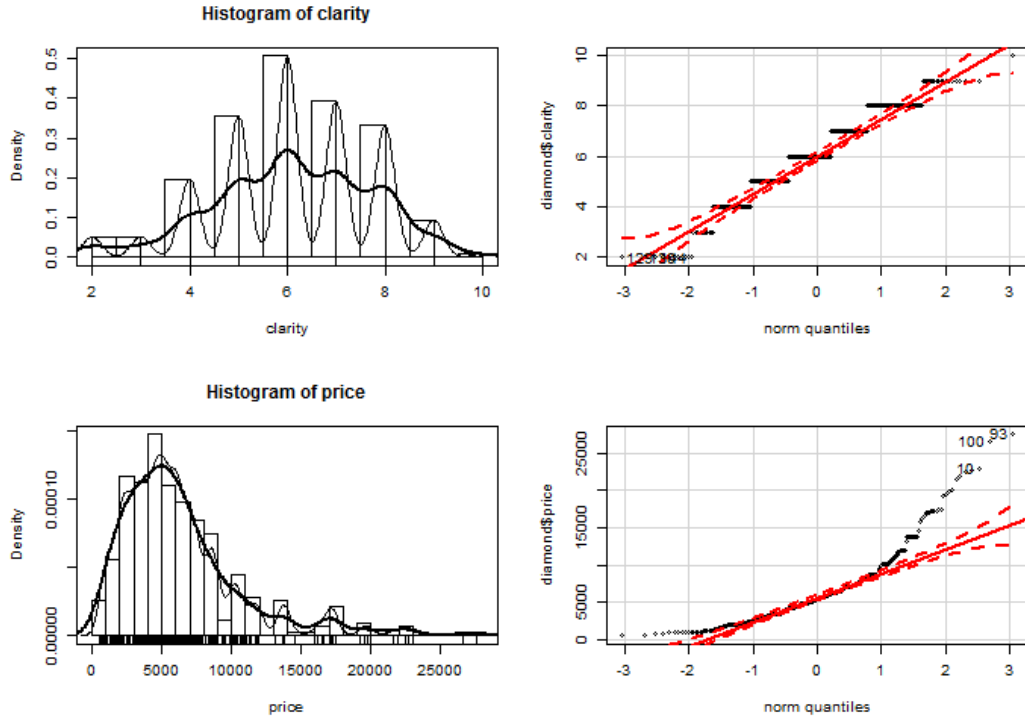 Histogram of clarity
Density
0.0 0.1 0.2 0.3 0.4 0.5
2 4 6 8 10
clarity
diamond$clarity
2 4 6 8 10
-3 -2 -1 0 1 2 3
norm quantiles
Histogram of price
Density
0.00000 0.00010
0 5000 10000 15000 20000 25000
price
diamond$price
0 5000 15000 25000
93
100
10
-3 -2 -1 0 1 2 3
norm quantiles